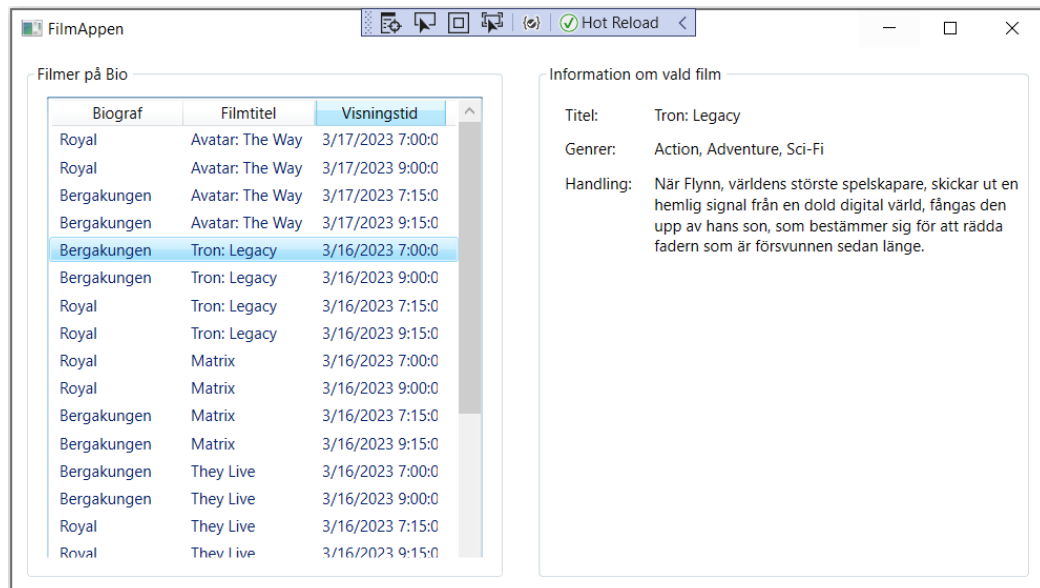 FilmAppen
Hot Reload
Filmer på Bio
Biograf Filmtitel Visningstid
Royal Avatar: The Way 3/17/2023 7:00:0
Royal Avatar: The Way 3/17/2023 9:00:0
Bergakungen Avatar: The Way 3/17/2023 7:15:0
Bergakungen Avatar: The Way 3/17/2023 9:15:0
Bergakungen Tron: Legacy 3/16/2023 7:00:0
Bergakungen Tron: Legacy 3/16/2023 9:00:0
Royal Tron: Legacy 3/16/2023 7:15:0
Royal Tron: Legacy 3/16/2023 9:15:0
Royal Matrix 3/16/2023 7:00:0
Royal Matrix 3/16/2023 9:00:0
Bergakungen Matrix 3/16/2023 7:15:0
Bergakungen Matrix 3/16/2023 9:15:0
Bergakungen They Live 3/16/2023 7:00:0
Bergakungen They Live 3/16/2023 9:00:0
Royal They Live 3/16/2023 7:15:0
Royal They Live 3/16/2023 9:15:0
Information om vald film
Titel: Tron: Legacy
Genrer: Action, Adventure, Sci-Fi
Handling: När Flynn, världens störste spelskapare, skickar ut en
hemlig signal från en dold digital värld, fångas den
upp av hans son, som bestämmer sig för att rädda
fadern som är försvunnen sedan länge.